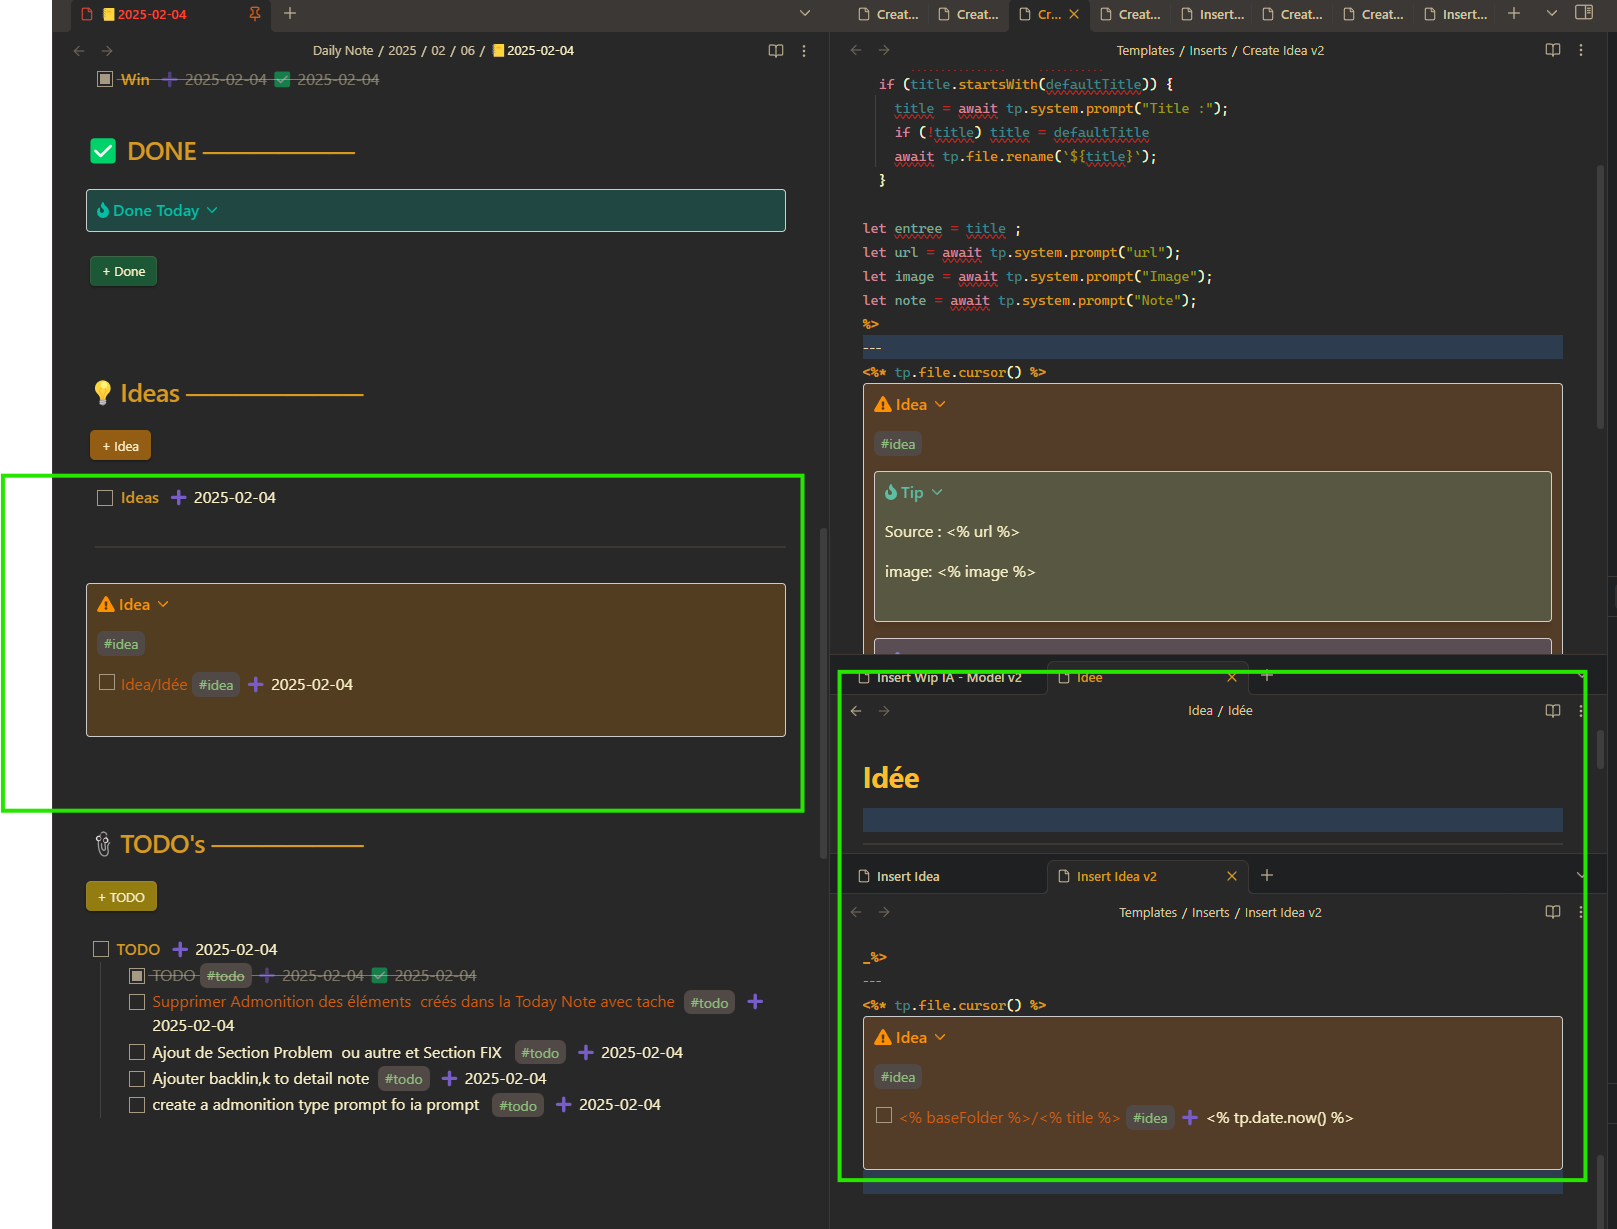 2025-02-04
Daily Note / 2025 / 02 / 06 / 2025-02-04
Win 2025-02-04 2025-02-04
DONE
Done Today
+ Done
Ideas
+ Idea
Ideas 2025-02-04
Idea
#idea
Idea/Idée #idea 2025-02-04
TODO's
+ TODO
TODO 2025-02-04
TODO #todo 2025-02-04 2025-02-04
Supprimer Admonition des éléments créés dans la Today Note avec tache #todo
2025-02-04
Ajout de Section Problem ou autre et Section FIX #todo 2025-02-04
Ajouter backlin,k to detail note #todo 2025-02-04
create a admonition type prompt fo ia prompt #todo 2025-02-04
Creat... Creat... Cr... Creat... Insert... Creat... Creat... Insert...
Templates / Inserts / Create Idea v2
if (title.startsWith(defaultTitle)) {
title = await tp.system.prompt("Title :");
if (!title) title = defaultTitle
await tp.file.rename(`${title}`);
}
let entree = title ;
let url = await tp.system.prompt("url");
let image = await tp.system.prompt("Image");
let note = await tp.system.prompt("Note");
%>
---
<%* tp.file.cursor() %>
Idea
#idea
Tip
Source : <% url %>
image: <% image %>
Insert Wip IA - Model v2 Idée
Idea / Idée
Idée
Insert Idea Insert Idea v2
Templates / Inserts / Insert Idea v2
_%>
---
<%* tp.file.cursor() %>
Idea
#idea
<% baseFolder %>/<% title %> #idea <% tp.date.now() %>